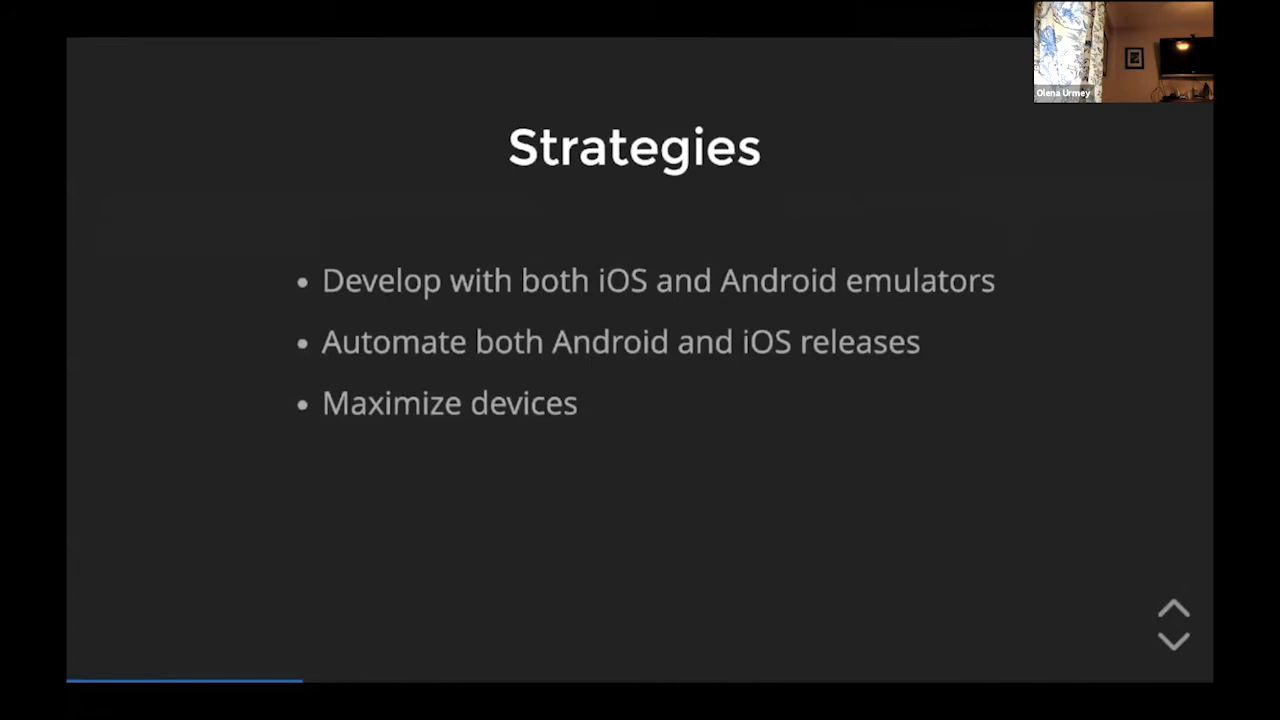 Olena Urmey
Strategies
• Develop with both iOS and Android emulators
• Automate both Android and iOS releases
• Maximize devices